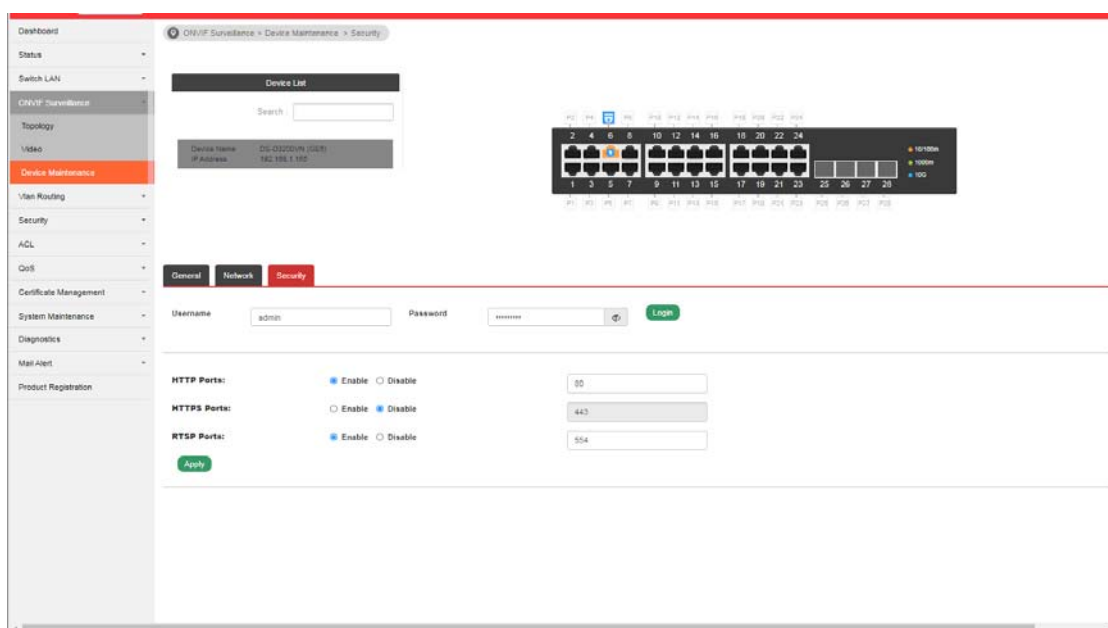 Dashboard
ONVIF Surveillance > Device Maintenance > Security
Status
Switch LAN
Device List
ONVIF Surveillance
Search :
Topology
Video
Device Name
IP Address
Device Maintenance
Vlan Routing
Security
ACL
QoS
Certificate Management
System Maintenance
Diagnostics
Mail Alert
Product Registration
2 4 6 8 10 12 14 16 18 20 22 24
10/100m
1000m
10G
1 3 5 7 9 11 13 15 17 19 21 23 25 26 27 28
General Network Security
Username admin Password ********* Login
HTTP Ports: Enable Disable 80
HTTPS Ports: Enable Disable 443
RTSP Ports: Enable Disable 554
Apply